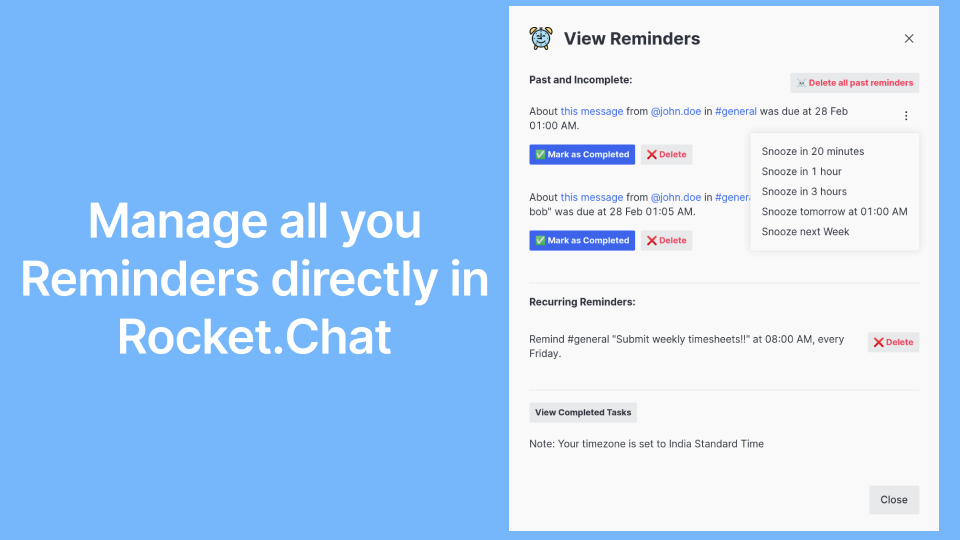 Manage all you
Reminders directly in
Rocket.Chat
View Reminders
Past and Incomplete:
Delete all past reminders
About this message from @john.doe in #general was due at 28 Feb
01:00 AM.
Mark as Completed
Delete
Snooze in 20 minutes
Snooze in 1 hour
Snooze in 3 hours
Snooze tomorrow at 01:00 AM
Snooze next Week
About this message from @john.doe in
bob" was due at 28 Feb 01:05 AM.
Mark as Completed
Delete
Recurring Reminders:
Remind #general "Submit weekly timesheets!!" at 08:00 AM, every
Friday.
Delete
View Completed Tasks
Note: Your timezone is set to India Standard Time
Close